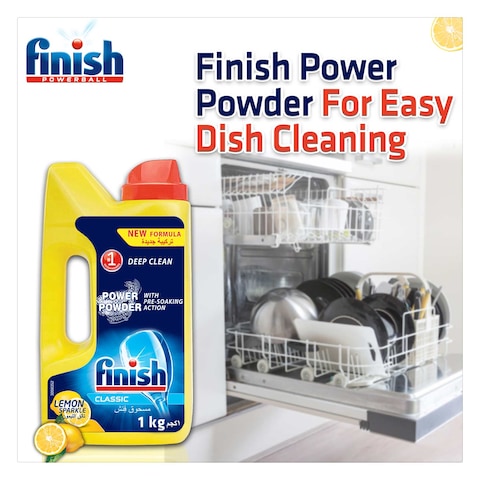 finish
POWERBALL
Finish Power
Powder For Easy
Dish Cleaning
NEW FORMULA
تركيبة جديدة
#1 DEEP CLEAN
POWER POWDER
WITH
PRE-SOAKING
ACTION
finish
CLASSIC
مسحوق فنش
1 kg ١كجم
LEMON
SPARKLE